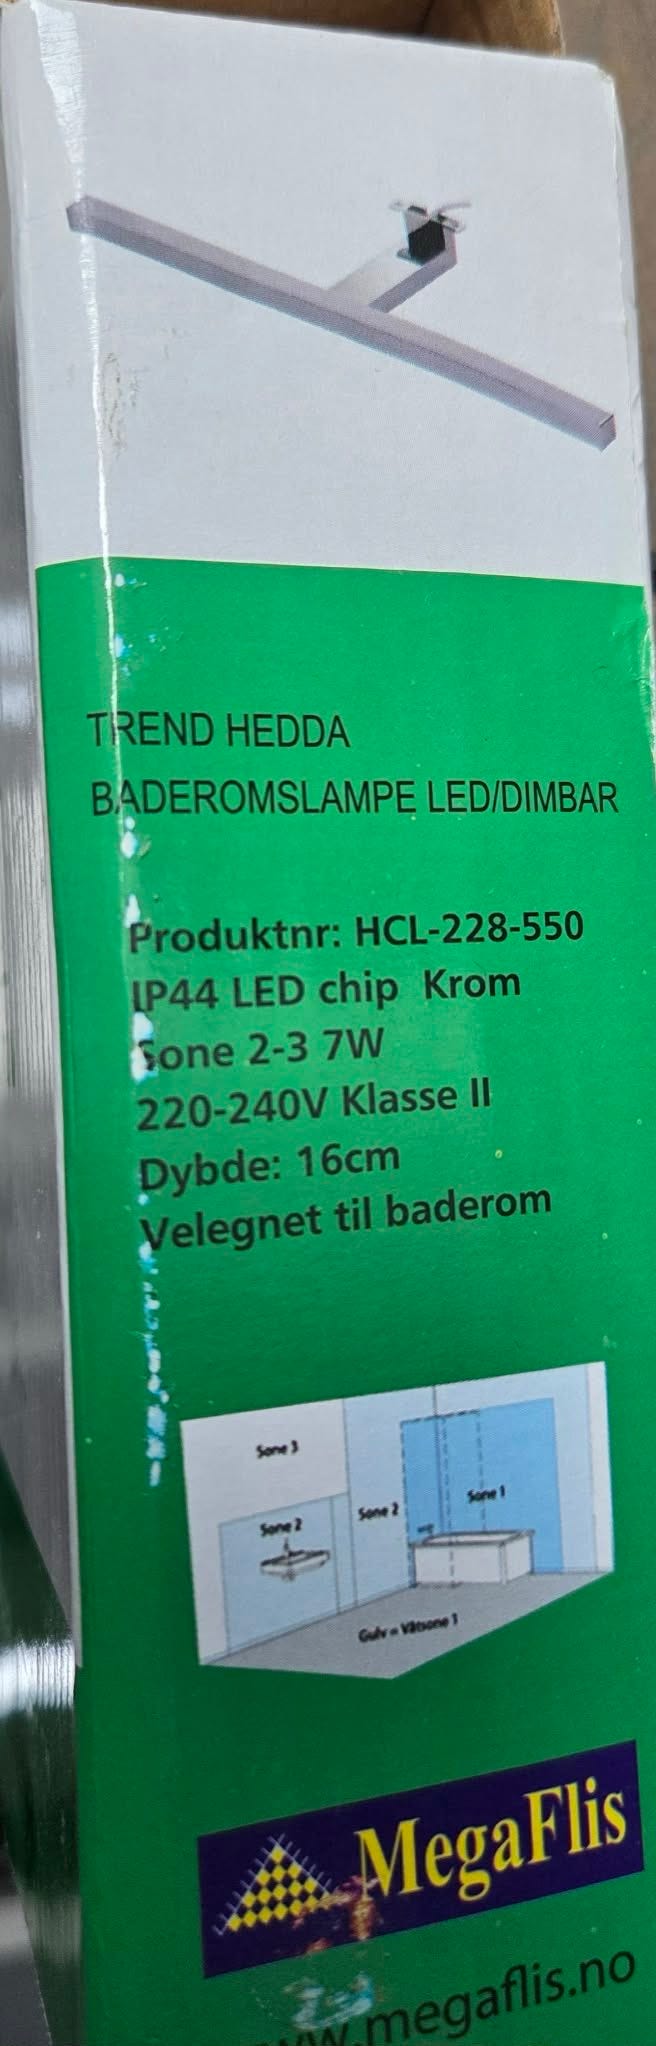 TREND HEDDA
BADEROMSLAMPE LED/DIMBAR
Produktnr: HCL-228-550
IP44 LED chip Krom
Sone 2-3 7W
220-240V Klasse II
Dybde: 16cm
Velegnet til baderom
Sone 3
Sone 2
Sone 2
Sone 1
Gulv = Våtsone 1
MegaFlis
www.megaflis.no